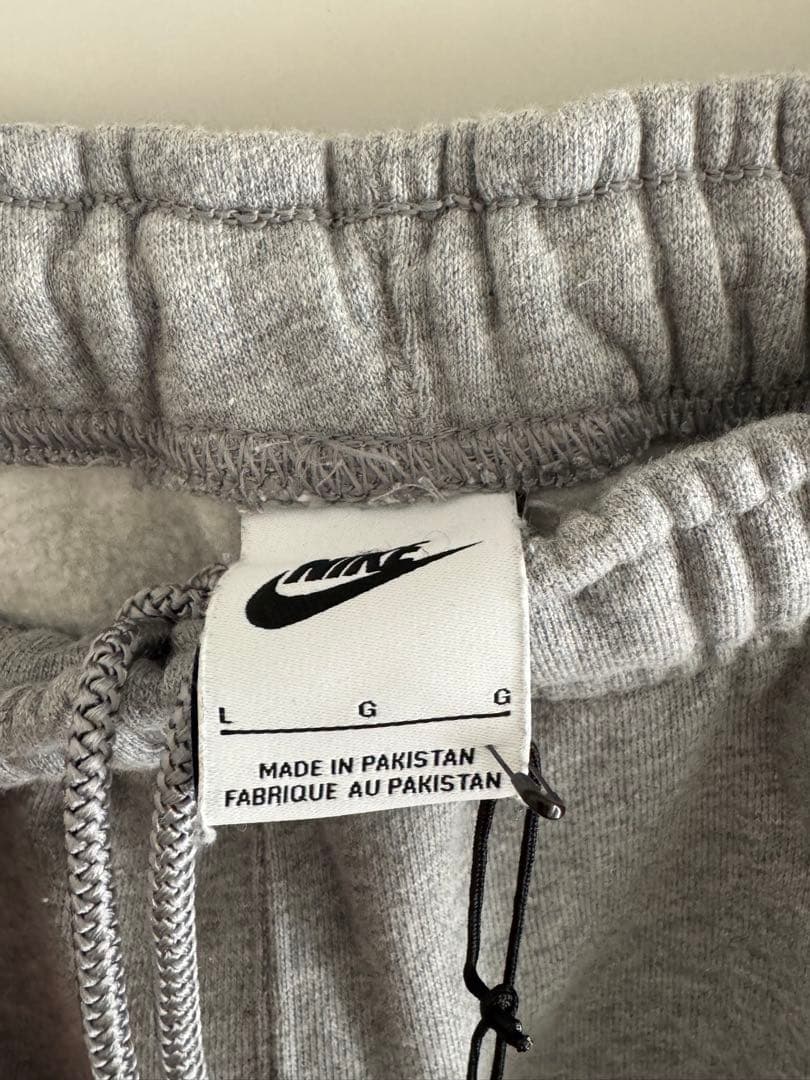 NIKE
L G G
MADE IN PAKISTAN
FABRIQUE AU PAKISTAN